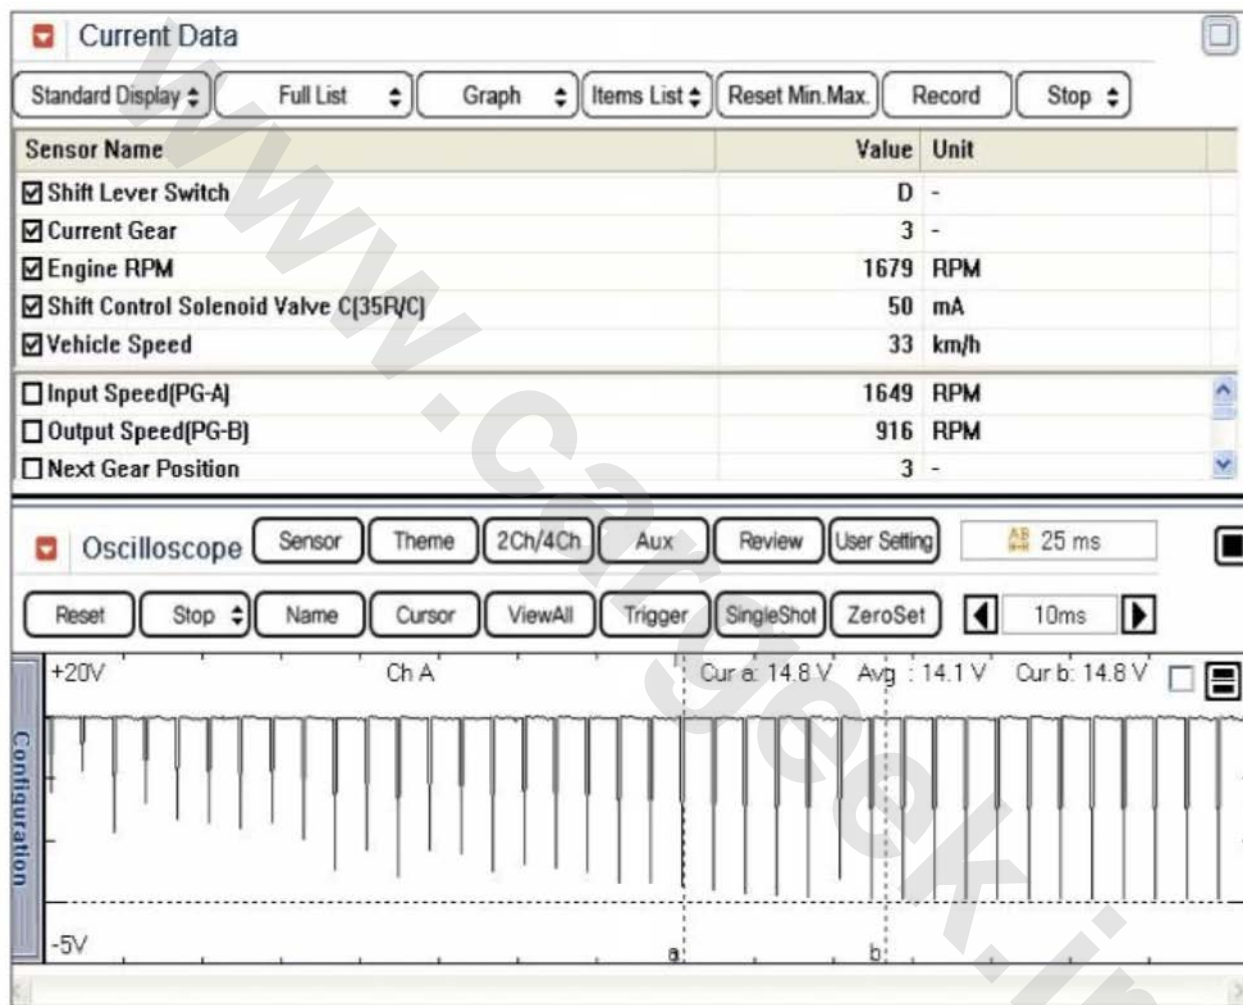 Current Data
Standard Display Full List Graph Items List Reset Min.Max. Record Stop
Sensor Name Value Unit
Shift Lever Switch D -
Current Gear 3 -
Engine RPM 1679 RPM
Shift Control Solenoid Valve C(35R/C) 50 mA
Vehicle Speed 33 km/h
Input Speed(PG-A) 1649 RPM
Output Speed(PG-B) 916 RPM
Next Gear Position 3 -
Oscilloscope Sensor Theme 2Ch/4Ch Aux Review User Setting AB 25 ms
Reset Stop Name Cursor ViewAll Trigger SingleShot ZeroSet 10ms
+20V Ch A Cur a: 14.8 V Avg : 14.1 V Cur b: 14.8 V
Configuration
-5V a b
www.cargeek.ir